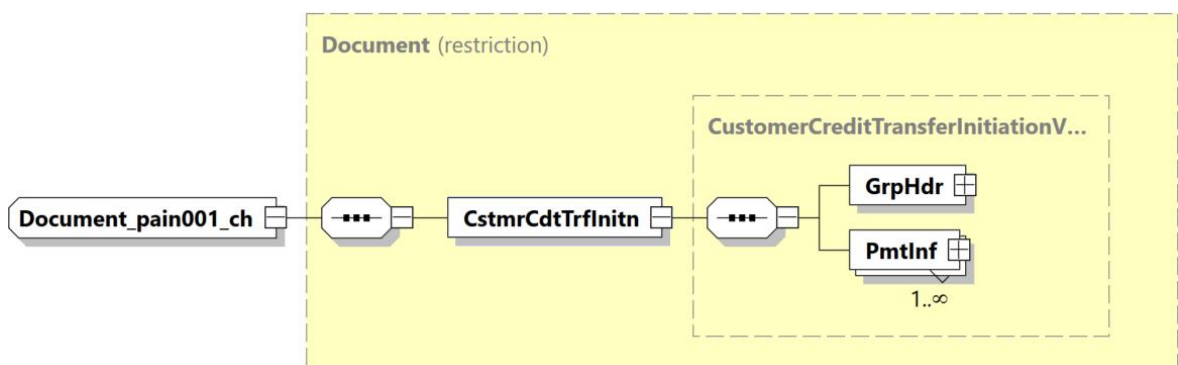 Document (restriction)
CustomerCreditTransferInitiationV...
GrpHdr
Document_pain001_ch
CstmrCdtTrfInitn
PmtInf
1..∞